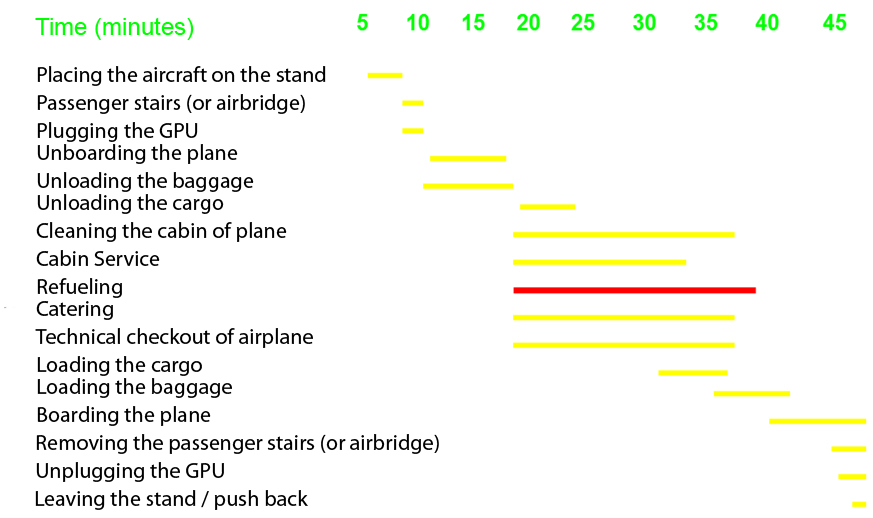 Time (minutes) 5 10 15 20 25 30 35 40 45
Placing the aircraft on the stand
Passenger stairs (or airbridge)
Plugging the GPU
Unboarding the plane
Unloading the baggage
Unloading the cargo
Cleaning the cabin of plane
Cabin Service
Refueling
Catering
Technical checkout of airplane
Loading the cargo
Loading the baggage
Boarding the plane
Removing the passenger stairs (or airbridge)
Unplugging the GPU
Leaving the stand / push back